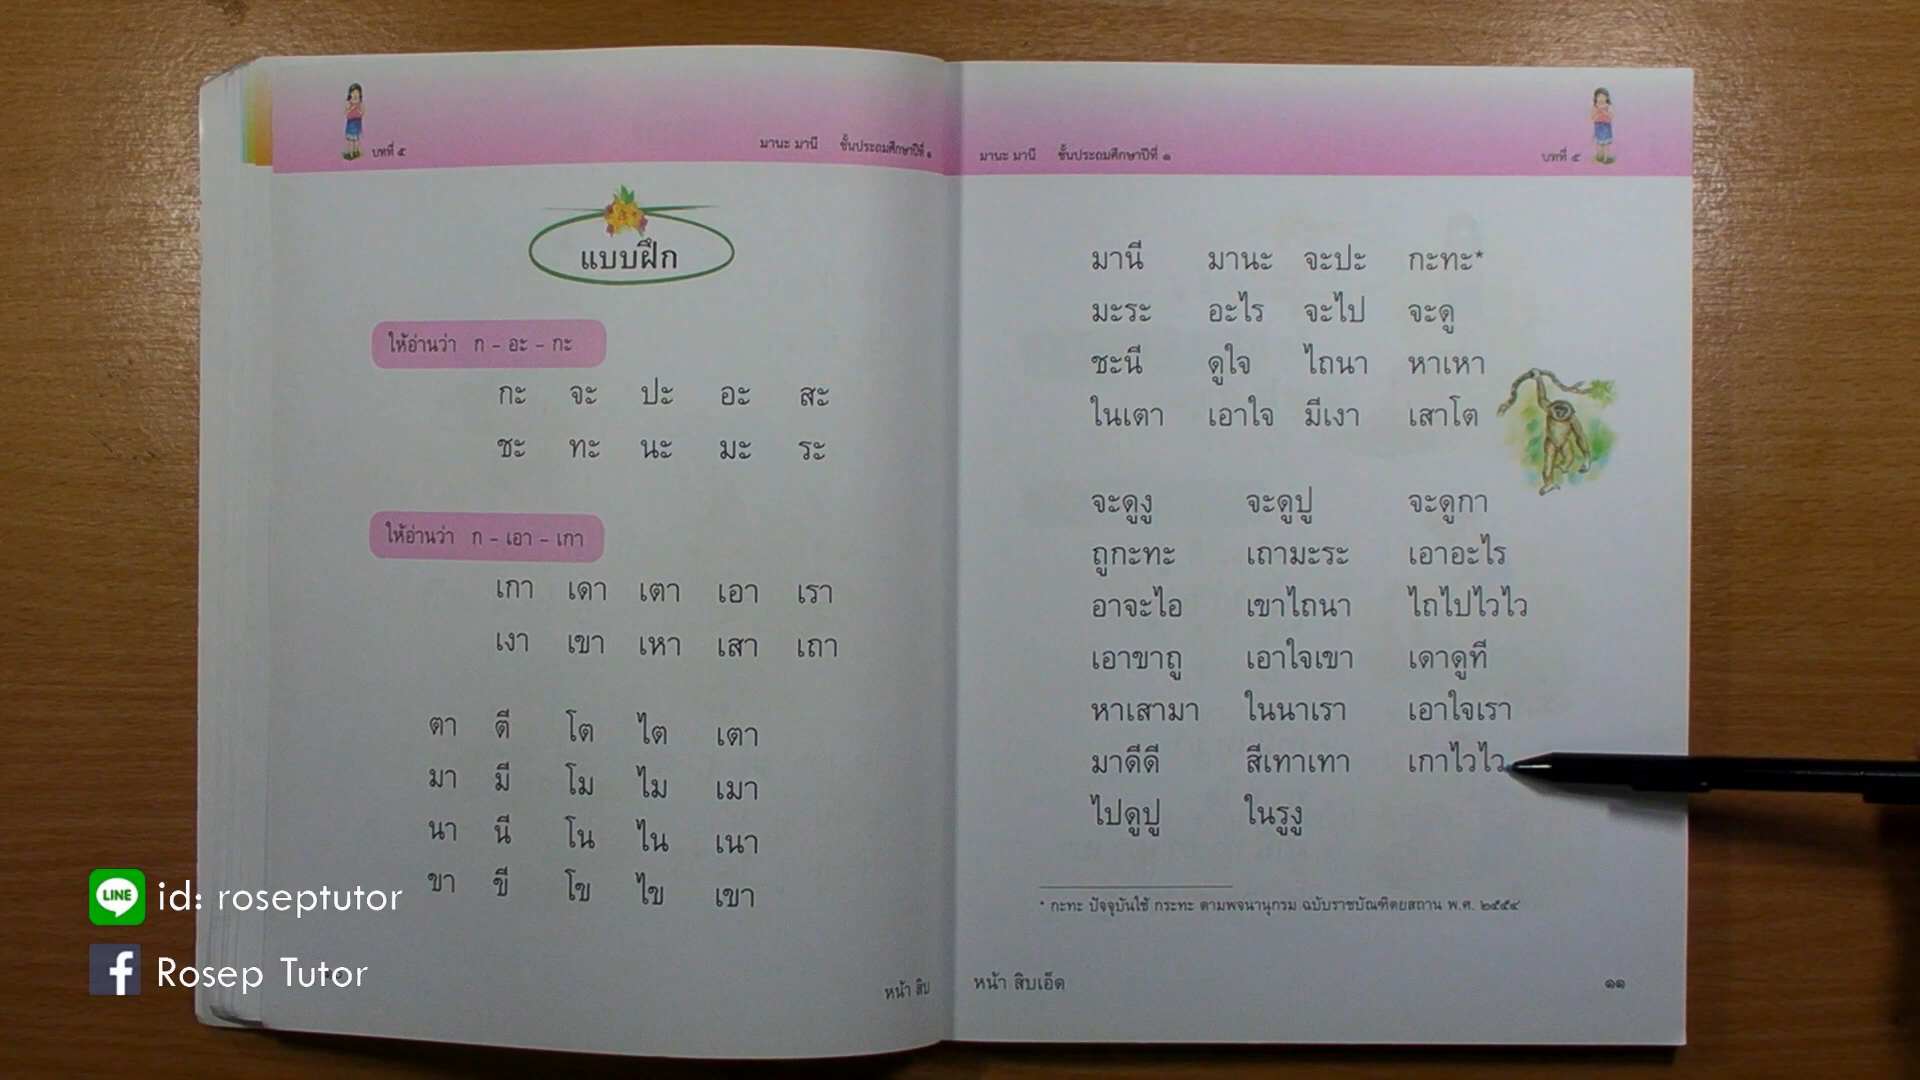 บทที่ ๕
มานะ มานี ชั้นประถมศึกษาปีที่ ๑
แบบฝึก
ให้อ่านว่า ก - อะ - กะ
กะ จะ ปะ อะ สะ
ชะ ทะ นะ มะ ระ
ให้อ่านว่า ก - เอา - เกา
เกา เดา เตา เอา เรา
เงา เขา เหา เสา เถา
ตา ตี โต ไต เตา
มา มี โม ไม เมา
นา นี โน ไน เนา
ขา ขี โข ไข เขา
หน้า สิบ
มานะ มานี ชั้นประถมศึกษาปีที่ ๑
บทที่ ๕
มานี มานะ จะปะ กะทะ*
มะระ อะไร จะไป จะดู
ชะนี ดูใจ ไถนา หาเหา
ในเตา เอาใจ มีเงา เสาโต
จะดูงู จะดูปู จะดูกา
ถูกะทะ เถามะระ เอาอะไร
อาจะไอ เขาไถนา ไถไปไวไว
เอาขาถู เอาใจเขา เดาดูที
หาเสามา ในนาเรา เอาใจเรา
มาดีดี สีเทาเทา เกาไวไว
ไปดูปู ในรูงู
* กะทะ ปัจจุบันใช้ กระทะ ตามพจนานุกรม ฉบับราชบัณฑิตยสถาน พ.ศ. ๒๕๕๔
หน้า สิบเอ็ด
๑๑
LINE id: roseptutor
f Rosep Tutor